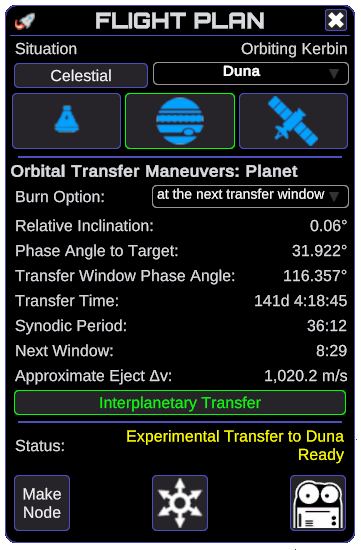 FLIGHT PLAN
Situation Orbiting Kerbin
Celestial Duna
Orbital Transfer Maneuvers: Planet
Burn Option: at the next transfer window
Relative Inclination: 0.06°
Phase Angle to Target: 31.922°
Transfer Window Phase Angle: 116.357°
Transfer Time: 141d 4:18:45
Synodic Period: 36:12
Next Window: 8:29
Approximate Eject Δv: 1,020.2 m/s
Interplanetary Transfer
Status: Experimental Transfer to Duna
Ready
Make
Node